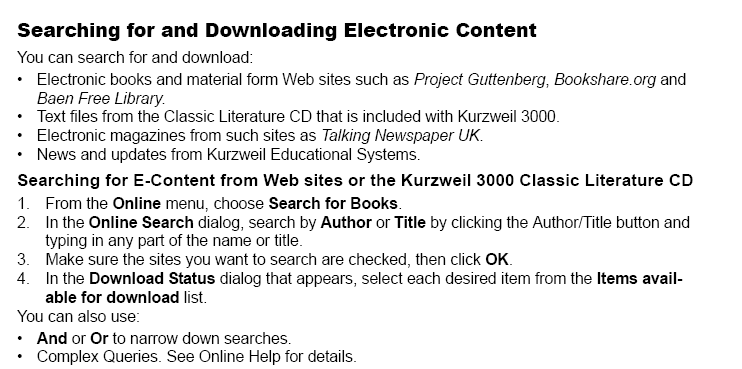 Searching for and Downloading Electronic Content
You can search for and download:
• Electronic books and material form Web sites such as Project Guttenberg, Bookshare.org and
Baen Free Library.
• Text files from the Classic Literature CD that is included with Kurzweil 3000.
• Electronic magazines from such sites as Talking Newspaper UK.
• News and updates from Kurzweil Educational Systems.
Searching for E-Content from Web sites or the Kurzweil 3000 Classic Literature CD
1. From the Online menu, choose Search for Books.
2. In the Online Search dialog, search by Author or Title by clicking the Author/Title button and
typing in any part of the name or title.
3. Make sure the sites you want to search are checked, then click OK.
4. In the Download Status dialog that appears, select each desired item from the Items avail-
able for download list.
You can also use:
• And or Or to narrow down searches.
• Complex Queries. See Online Help for details.